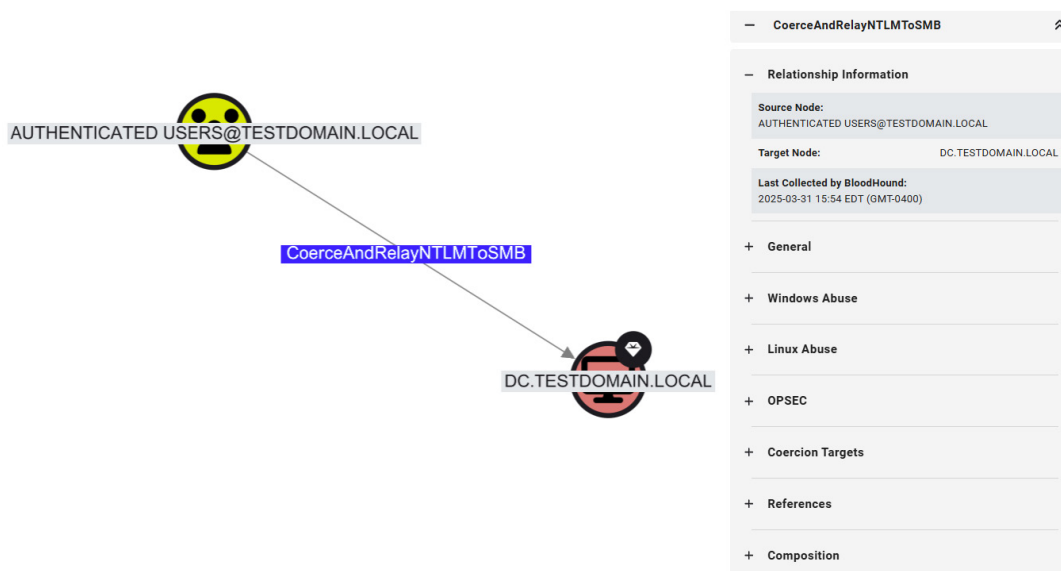 AUTHENTICATED USERS@TESTDOMAIN.LOCAL
CoerceAndRelayNTLMToSMB
DC.TESTDOMAIN.LOCAL
CoerceAndRelayNTLMToSMB
Relationship Information
Source Node:
AUTHENTICATED USERS@TESTDOMAIN.LOCAL
Target Node: DC.TESTDOMAIN.LOCAL
Last Collected by BloodHound:
2025-03-31 15:54 EDT (GMT-0400)
General
Windows Abuse
Linux Abuse
OPSEC
Coercion Targets
References
Composition